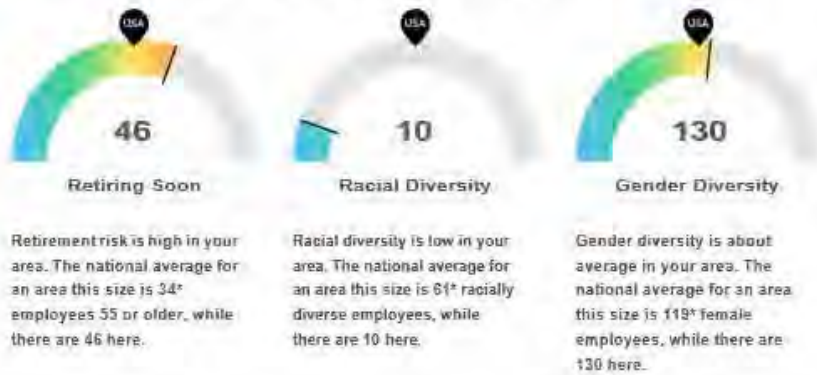 USA
46
Retiring Soon
Retirement risk is high in your
area. The national average for
an area this size is 34*
employees 55 or older, while
there are 46 here.
USA
10
Racial Diversity
Racial diversity is low in your
area. The national average for
an area this size is 61* racially
diverse employees, while
there are 10 here.
USA
130
Gender Diversity
Gender diversity is about
average in your area. The
national average for an area
this size is 119* female
employees, while there are
130 here.